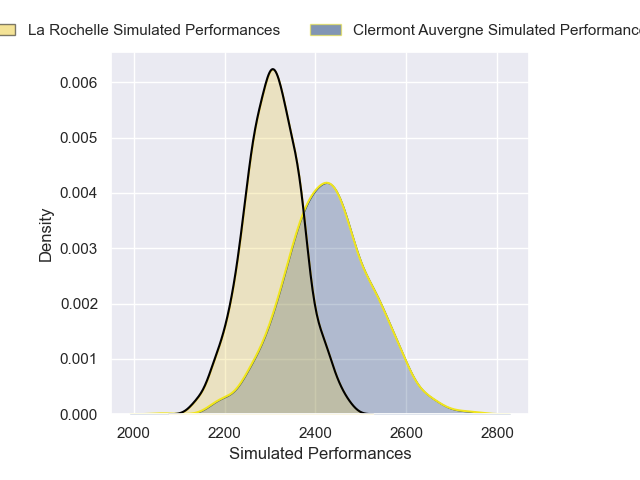 La Rochelle Simulated Performances
Clermont Auvergne Simulated Performanc
0.006
0.005
0.004
0.003
0.002
0.001
0.000
Density
2000 2200 2400 2600 2800
Simulated Performances